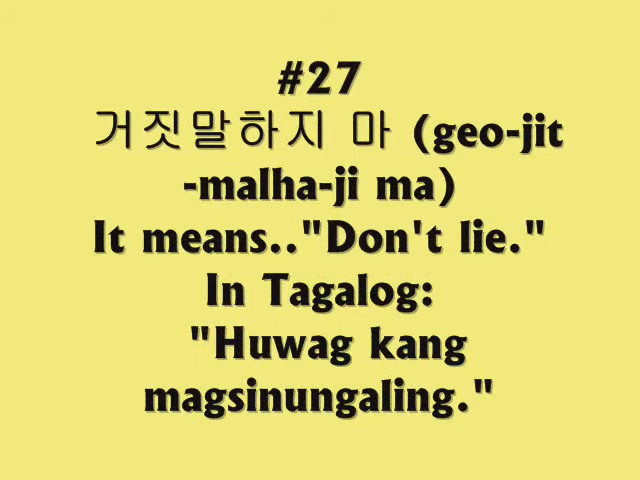 #27
거짓말하지 마 (geo-jit
-malha-ji ma)
It means.."Don't lie."
In Tagalog:
"Huwag kang
magsinungaling."